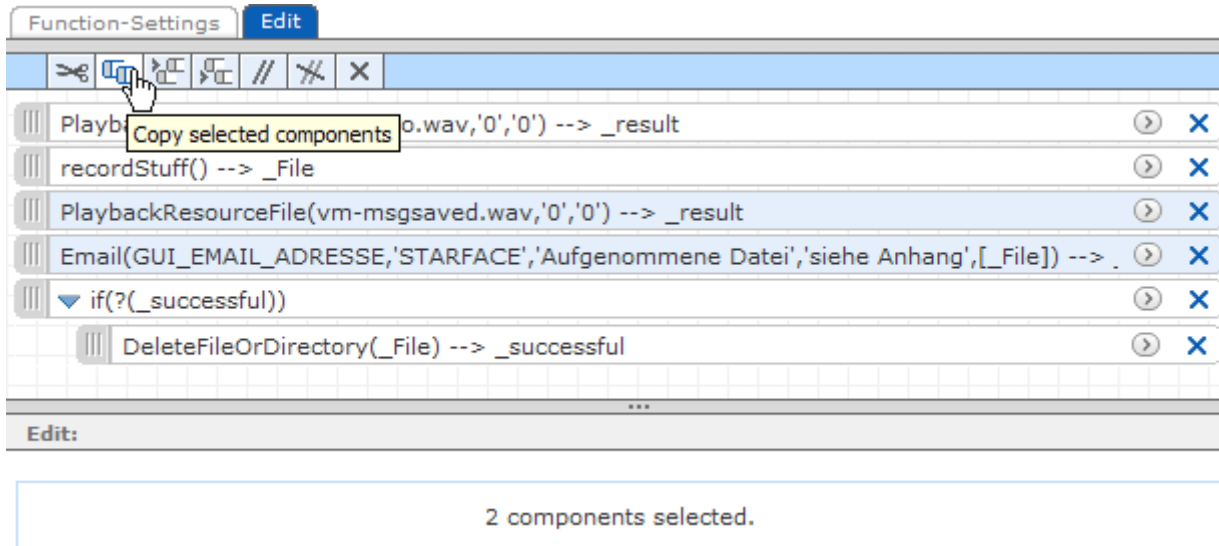 Function-Settings Edit
Playb o.wav,'0','0') --> _result
Copy selected components
recordStuff() --> _File
PlaybackResourceFile(vm-msgsaved.wav,'0','0') --> _result
Email(GUI_EMAIL_ADRESSE,'STARFACE','Aufgenommene Datei','siehe Anhang',[_File]) --> _
if(?(_successful))
DeleteFileOrDirectory(_File) --> _successful
Edit:
2 components selected.